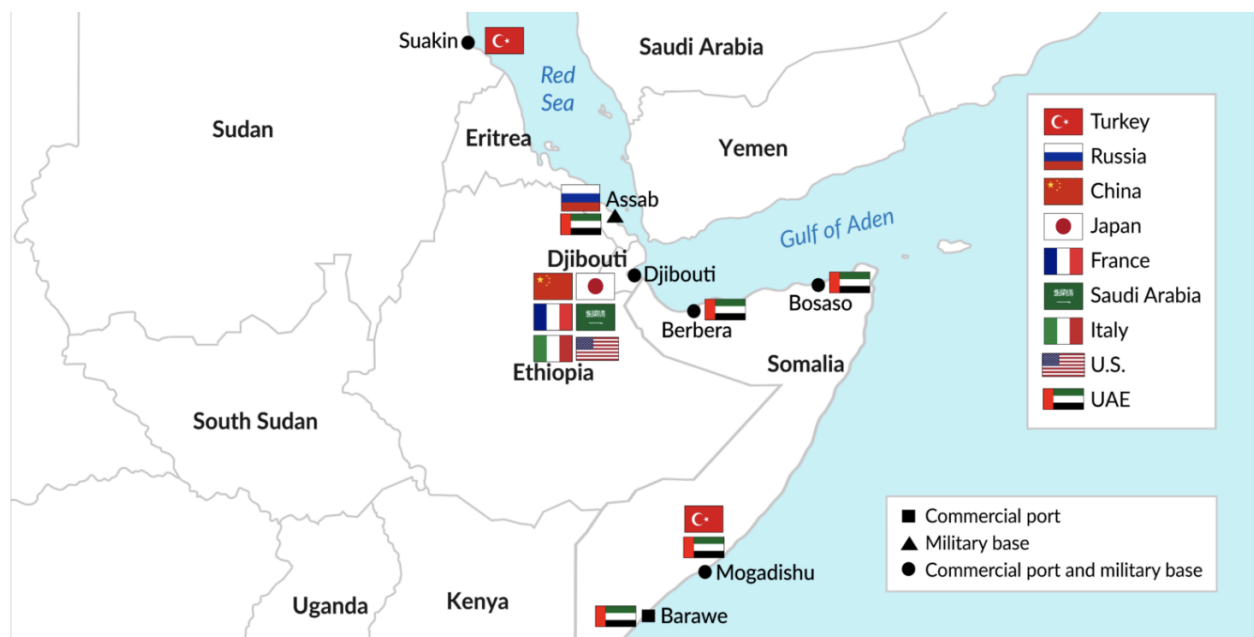 Suakin
Saudi Arabia
Red
Sea
Sudan
Eritrea
Yemen
Assab
Gulf of Aden
Djibouti
Djibouti
Bosaso
Berbera
Ethiopia
Somalia
South Sudan
Mogadishu
Uganda
Kenya
Barawe
Turkey
Russia
China
Japan
France
Saudi Arabia
Italy
U.S.
UAE
Commercial port
Military base
Commercial port and military base